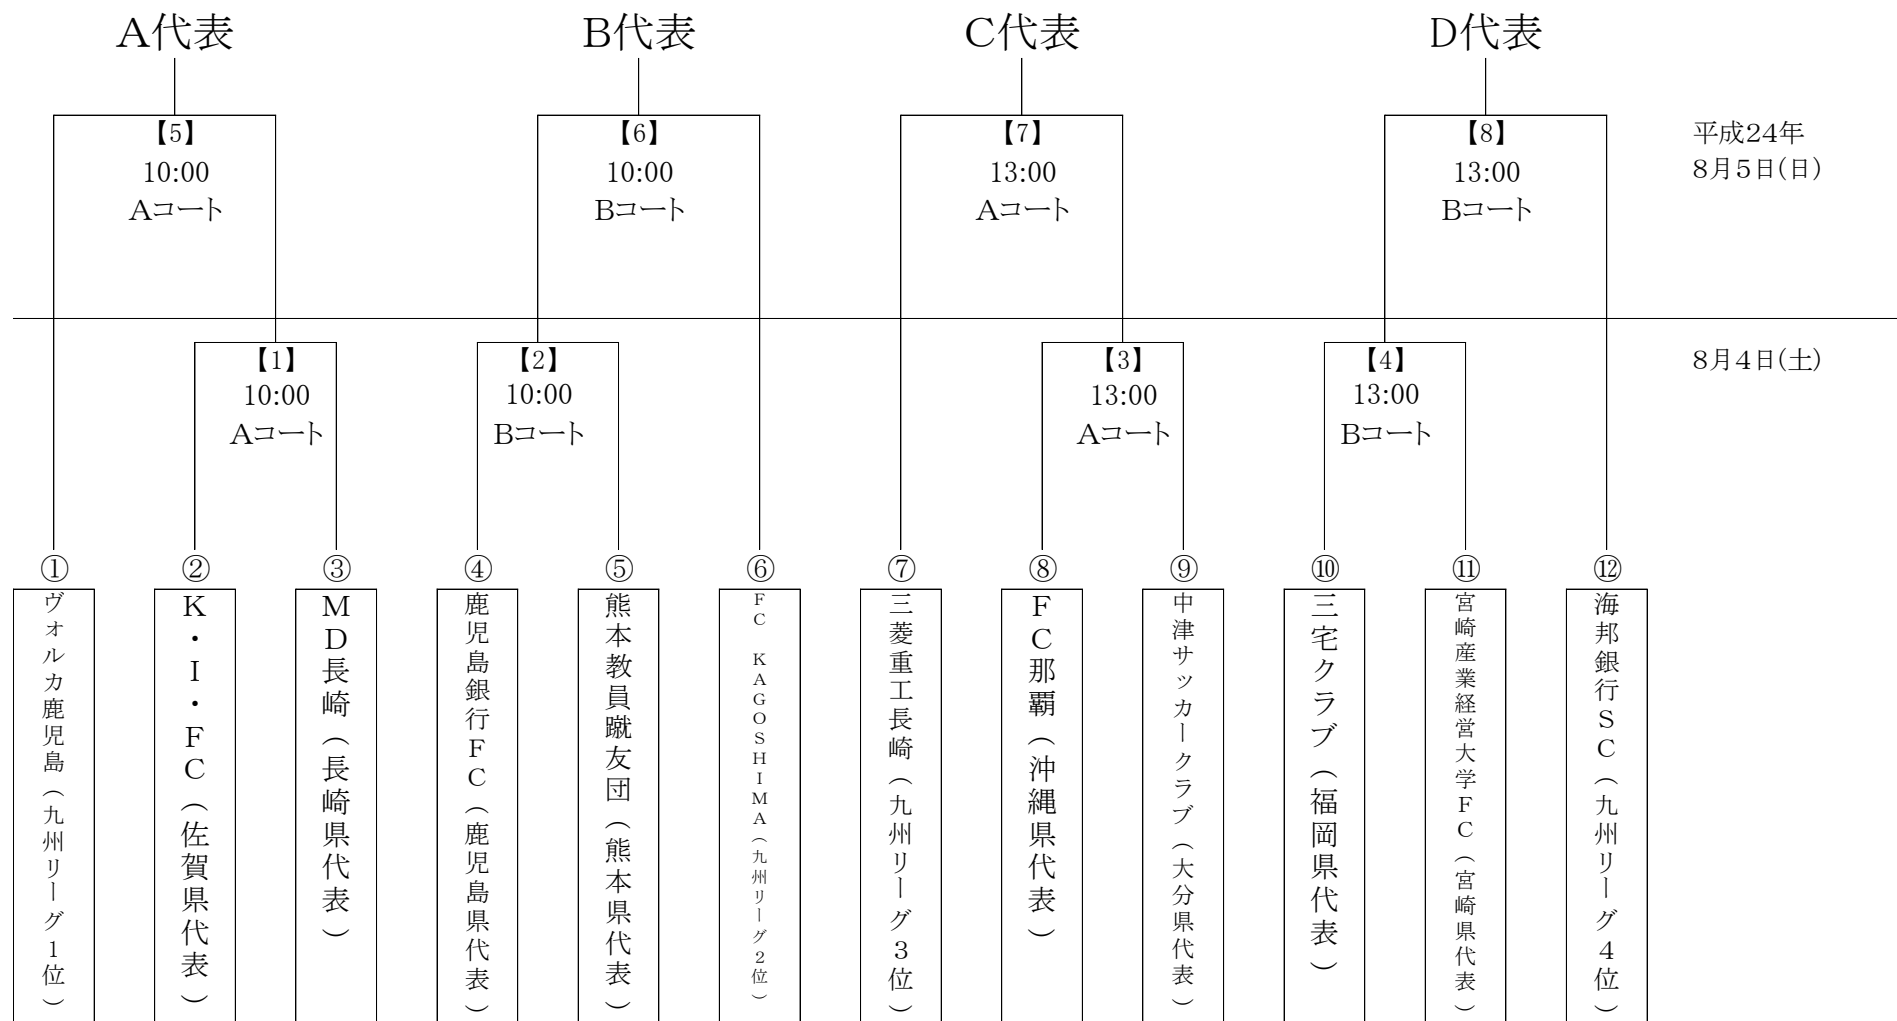 A代表
B代表
C代表
D代表
【5】
10:00
Aコート
【6】
10:00
Bコート
【7】
13:00
Aコート
【8】
13:00
Bコート
平成24年
8月5日(日)
【1】
10:00
Aコート
【2】
10:00
Bコート
【3】
13:00
Aコート
【4】
13:00
Bコート
8月4日(土)
①
ヴォルカ鹿児島(九州リーグ1位)
②
K・I・FC(佐賀県代表)
③
MD長崎(長崎県代表)
④
鹿児島銀行FC(鹿児島県代表)
⑤
熊本教員蹴友団(熊本県代表)
⑥
FC KAGOSHIMA(九州リーグ2位)
⑦
三菱重工長崎(九州リーグ3位)
⑧
FC那覇(沖縄県代表)
⑨
中津サッカークラブ(大分県代表)
⑩
三宅クラブ(福岡県代表)
⑪
宮崎産業経営大学FC(宮崎県代表)
⑫
海邦銀行SC(九州リーグ4位)